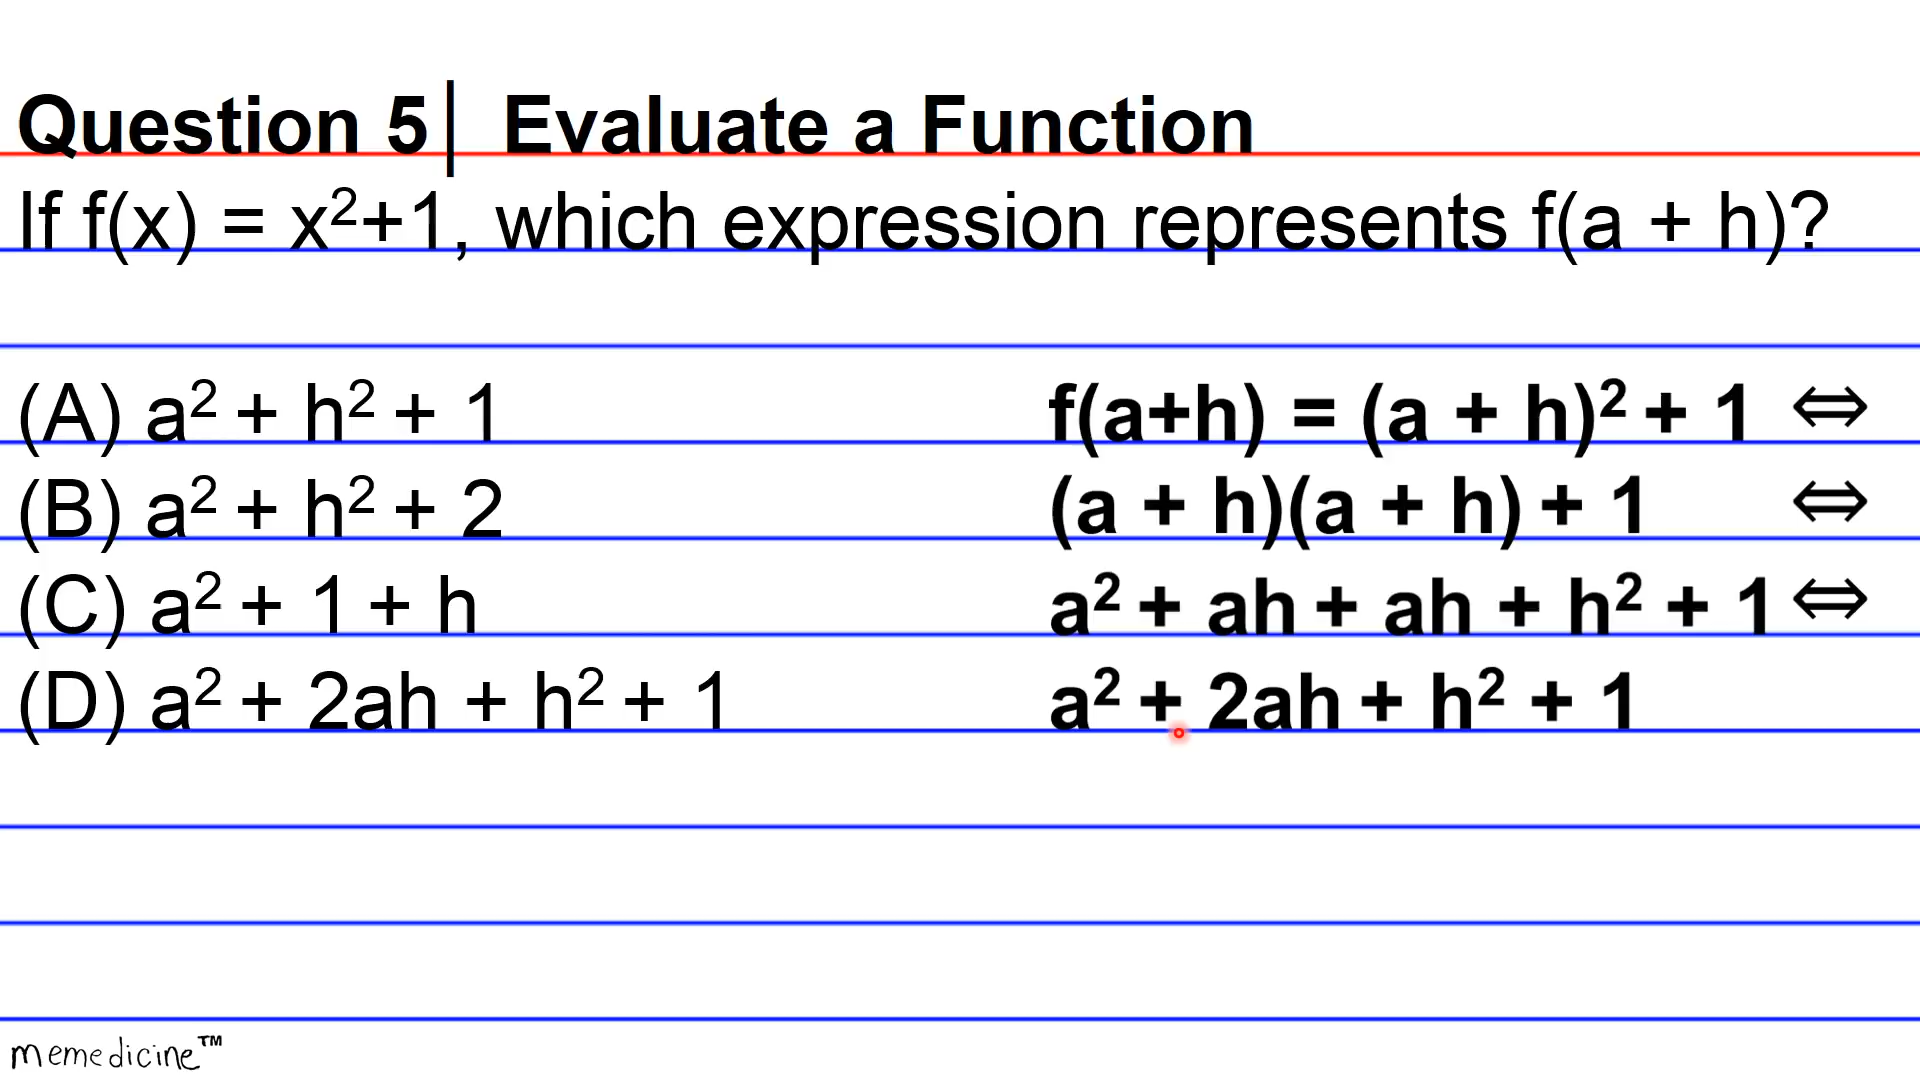 Question 5| Evaluate a Function
If f(x) = x²+1, which expression represents f(a + h)?
(A) a² + h² + 1
(B) a² + h² + 2
(C) a² + 1 + h
(D) a² + 2ah + h² + 1
f(a+h) = (a + h)² + 1 ⇔
(a + h)(a + h) + 1 ⇔
a² + ah + ah + h² + 1 ⇔
a² + 2ah + h² + 1
memedicine™